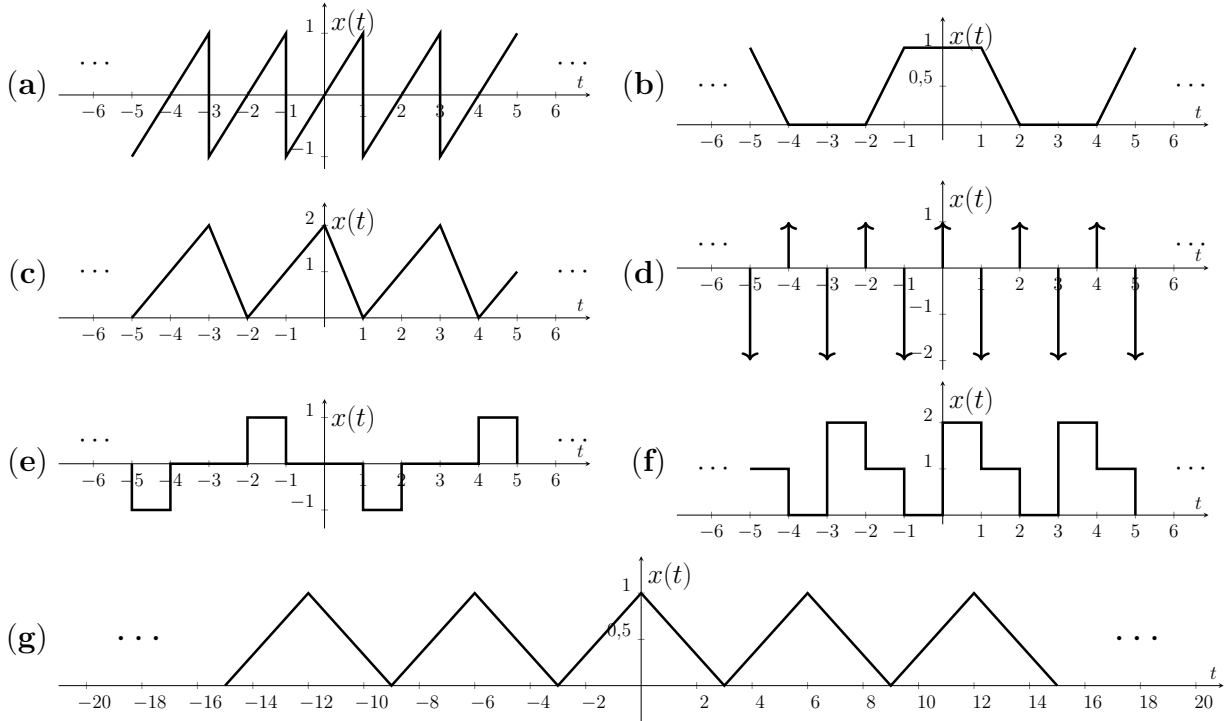 (a) x(t) 1 −1 t
−6 −5 −4 −3 −2 −1 1 2 3 4 5 6
· · · · · ·
(b) x(t) 1 0,5 t
−6 −5 −4 −3 −2 −1 1 2 3 4 5 6
· · · · · ·
(c) x(t) 2 1 t
−6 −5 −4 −3 −2 −1 1 2 3 4 5 6
· · · · · ·
(d) x(t) 1 −1 −2 t
−6 −5 −4 −3 −2 −1 1 2 3 4 5 6
· · · · · ·
(e) x(t) 1 −1 t
−6 −5 −4 −3 −2 −1 1 2 3 4 5 6
· · · · · ·
(f) x(t) 2 1 t
−6 −5 −4 −3 −2 −1 1 2 3 4 5 6
· · · · · ·
(g) x(t) 1 0,5 t
−20 −18 −16 −14 −12 −10 −8 −6 −4 −2 2 4 6 8 10 12 14 16 18 20
· · · · · ·